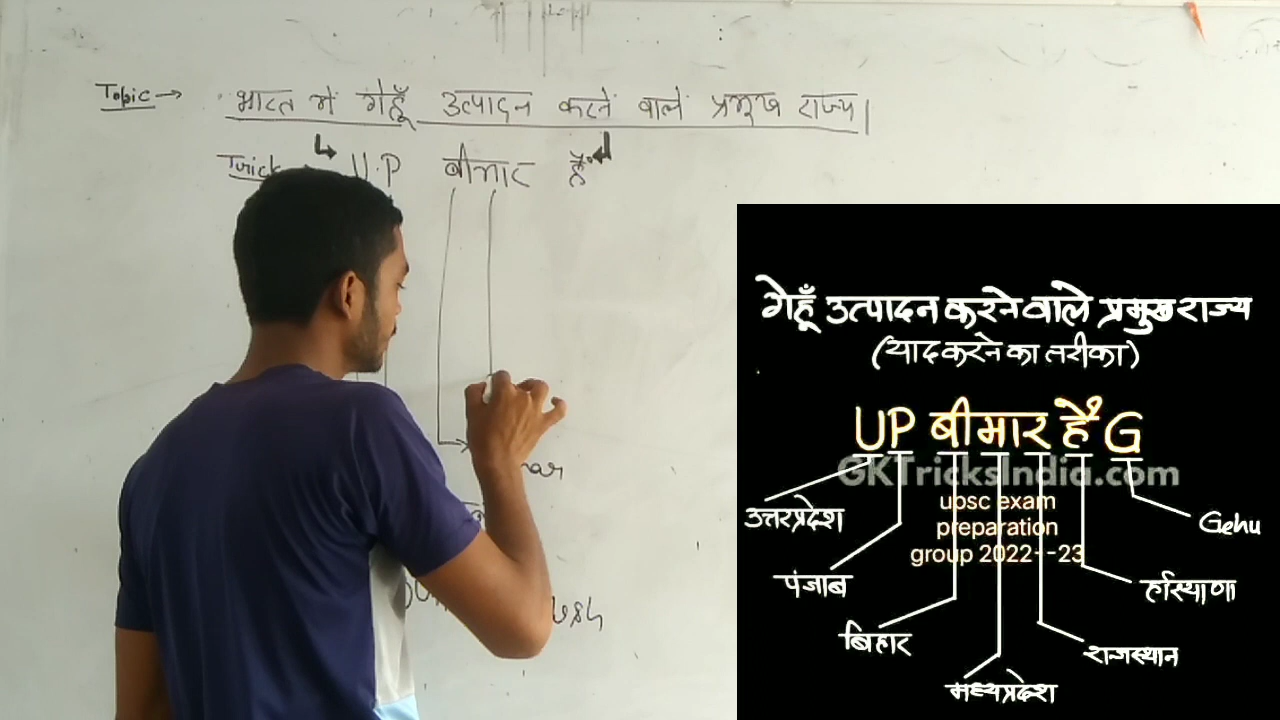 Topic → भारत में गेहूँ उत्पादन करने वाले प्रमुख राज्य।
Trick U.P बीमार है
गेहूँ उत्पादन करने वाले प्रमुख राज्य
(याद करने का तरीका)
UP बीमार है G
GKTricksIndia.com
upsc exam
preparation
group 2022--23
उत्तरप्रदेश
Gehu
पंजाब
हरियाणा
बिहार
राजस्थान
मध्यप्रदेश